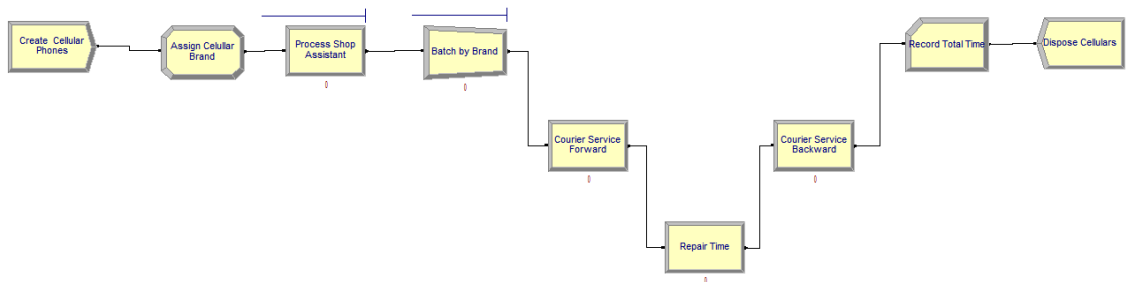 Create Cellular
Phones
Assign Celullar
Brand
Process Shop
Assistant
0
Batch by Brand
0
Courier Service
Forward
0
Repair Time
0
Courier Service
Backward
0
Record Total Time
Dispose Cellulars